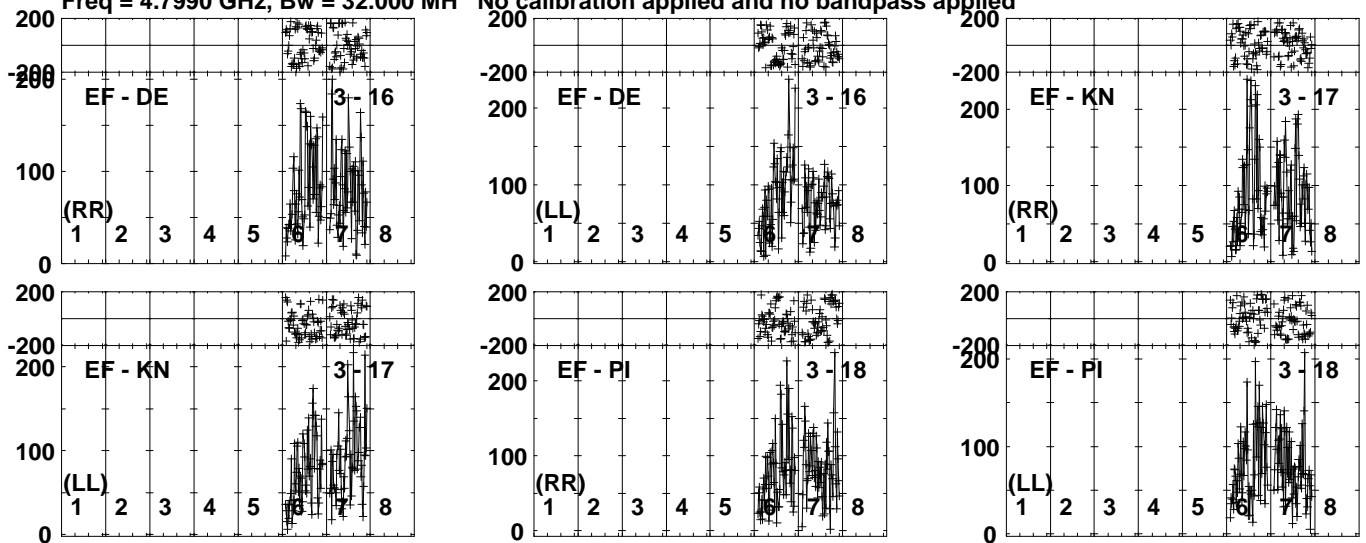 Freq = 4.7990 GHz, Bw = 32.000 MH No calibration applied and no bandpass applied
200 200 200
-200 -200 -200
200 EF - DE 3 - 16 200 EF - DE 3 - 16 200 EF - KN 3 - 17
100 100 100
(RR) (LL) (RR)
1 2 3 4 5 6 7 8 1 2 3 4 5 6 7 8 1 2 3 4 5 6 7 8
0 0 0
200 200 200
-200 -200 -200
200 EF - KN 3 - 17 200 EF - PI 3 - 18 200 EF - PI 3 - 18
100 100 100
(LL) (RR) (LL)
1 2 3 4 5 6 7 8 1 2 3 4 5 6 7 8 1 2 3 4 5 6 7 8
0 0 0